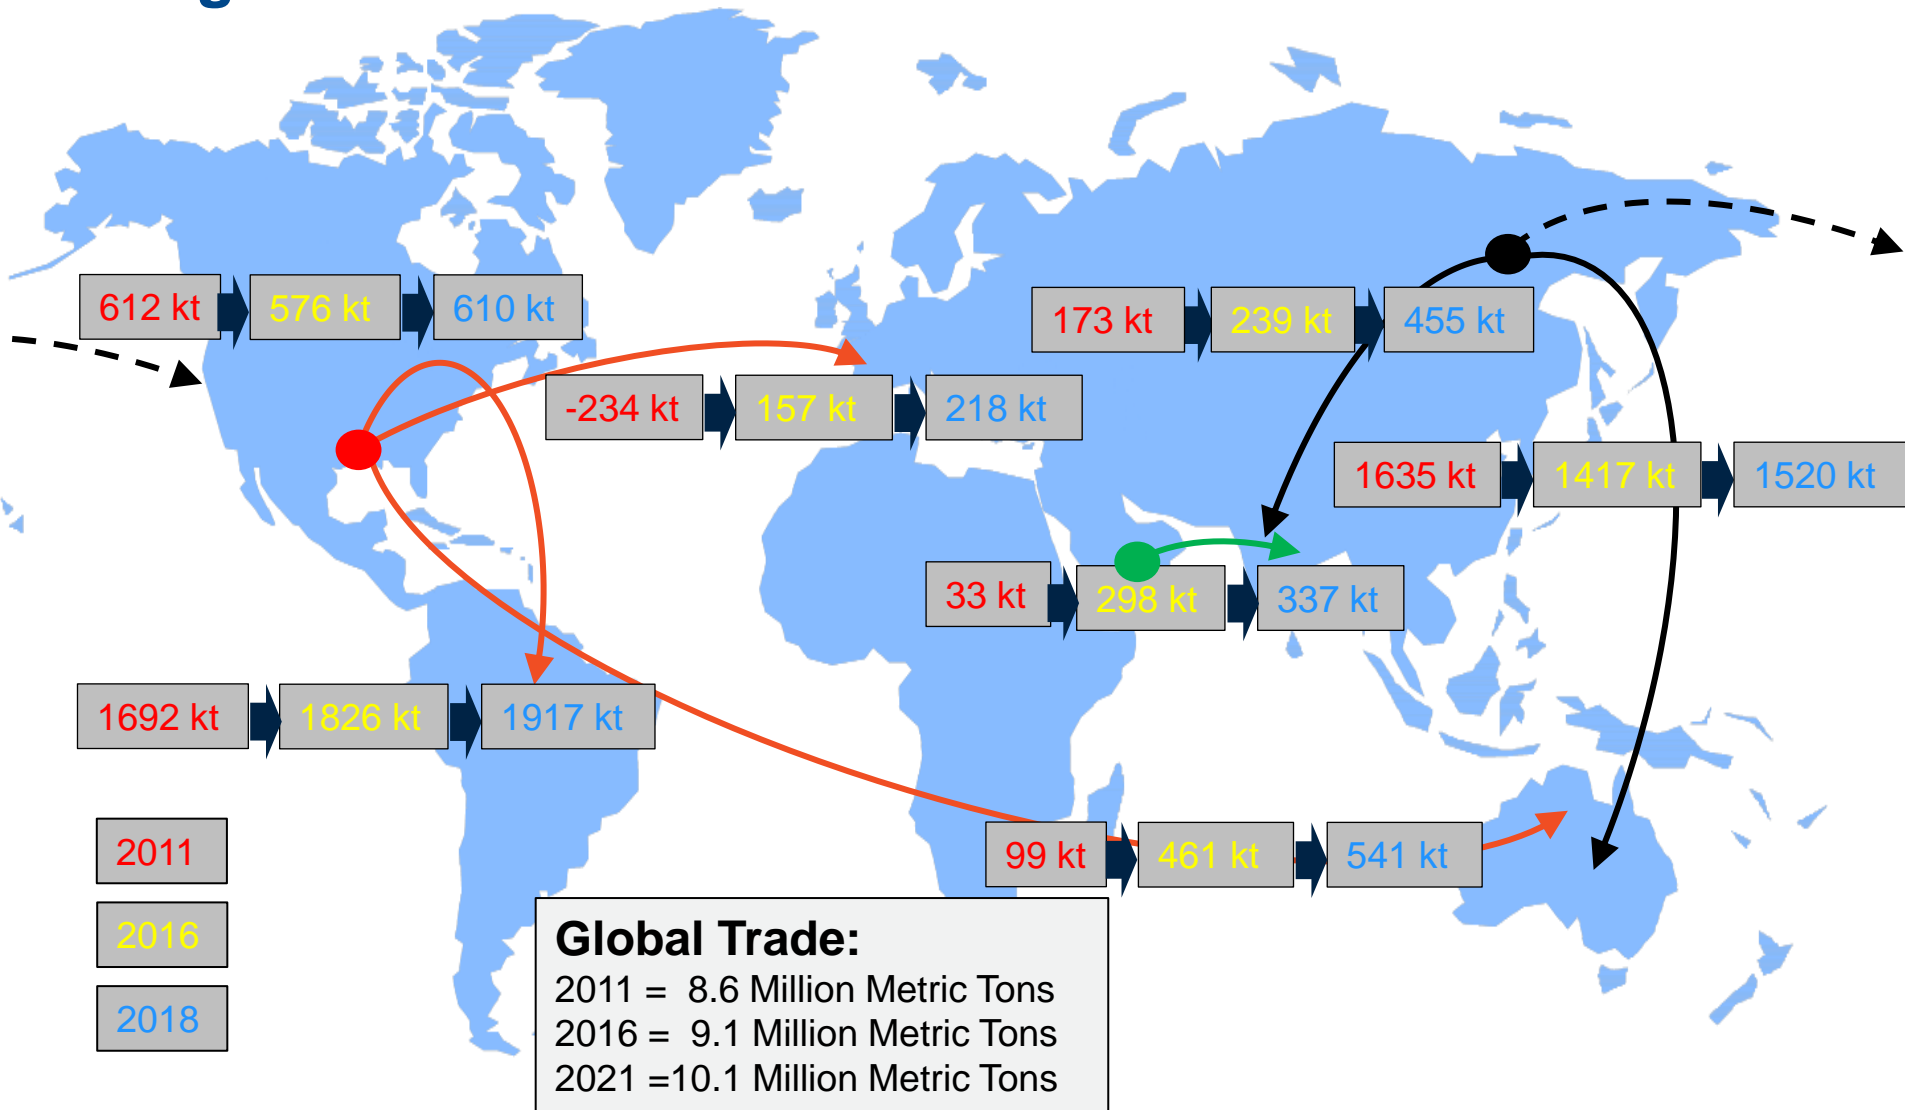 612 kt 576 kt 610 kt
173 kt 239 kt 455 kt
-234 kt 157 kt 218 kt
1635 kt 1417 kt 1520 kt
33 kt 298 kt 337 kt
1692 kt 1826 kt 1917 kt
99 kt 461 kt 541 kt
2011
2016
2018
Global Trade:
2011 = 8.6 Million Metric Tons
2016 = 9.1 Million Metric Tons
2021 =10.1 Million Metric Tons